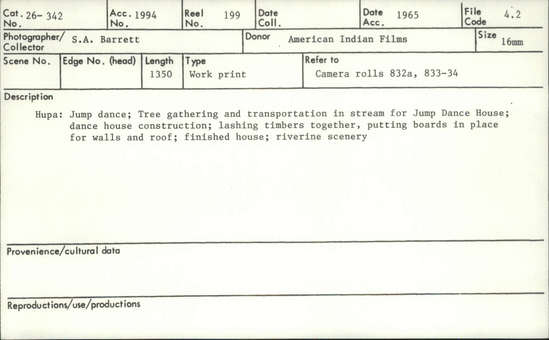 Cat. 26-342 No. Acc. 1994 No. Reel No. 199 Date Coll. Date Acc. 1965 File Code 4.2
Photographer/ Collector S.A. Barrett Donor American Indian Films Size 16mm
Scene No. Edge No. (head) Length 1350 Type Work print Refer to Camera rolls 832a, 833-34
Description
Hupa: Jump dance; Tree gathering and transportation in stream for Jump Dance House;
dance house construction; lashing timbers together, putting boards in place
for walls and roof; finished house; riverine scenery
Provenience/cultural data
Reproductions/use/productions